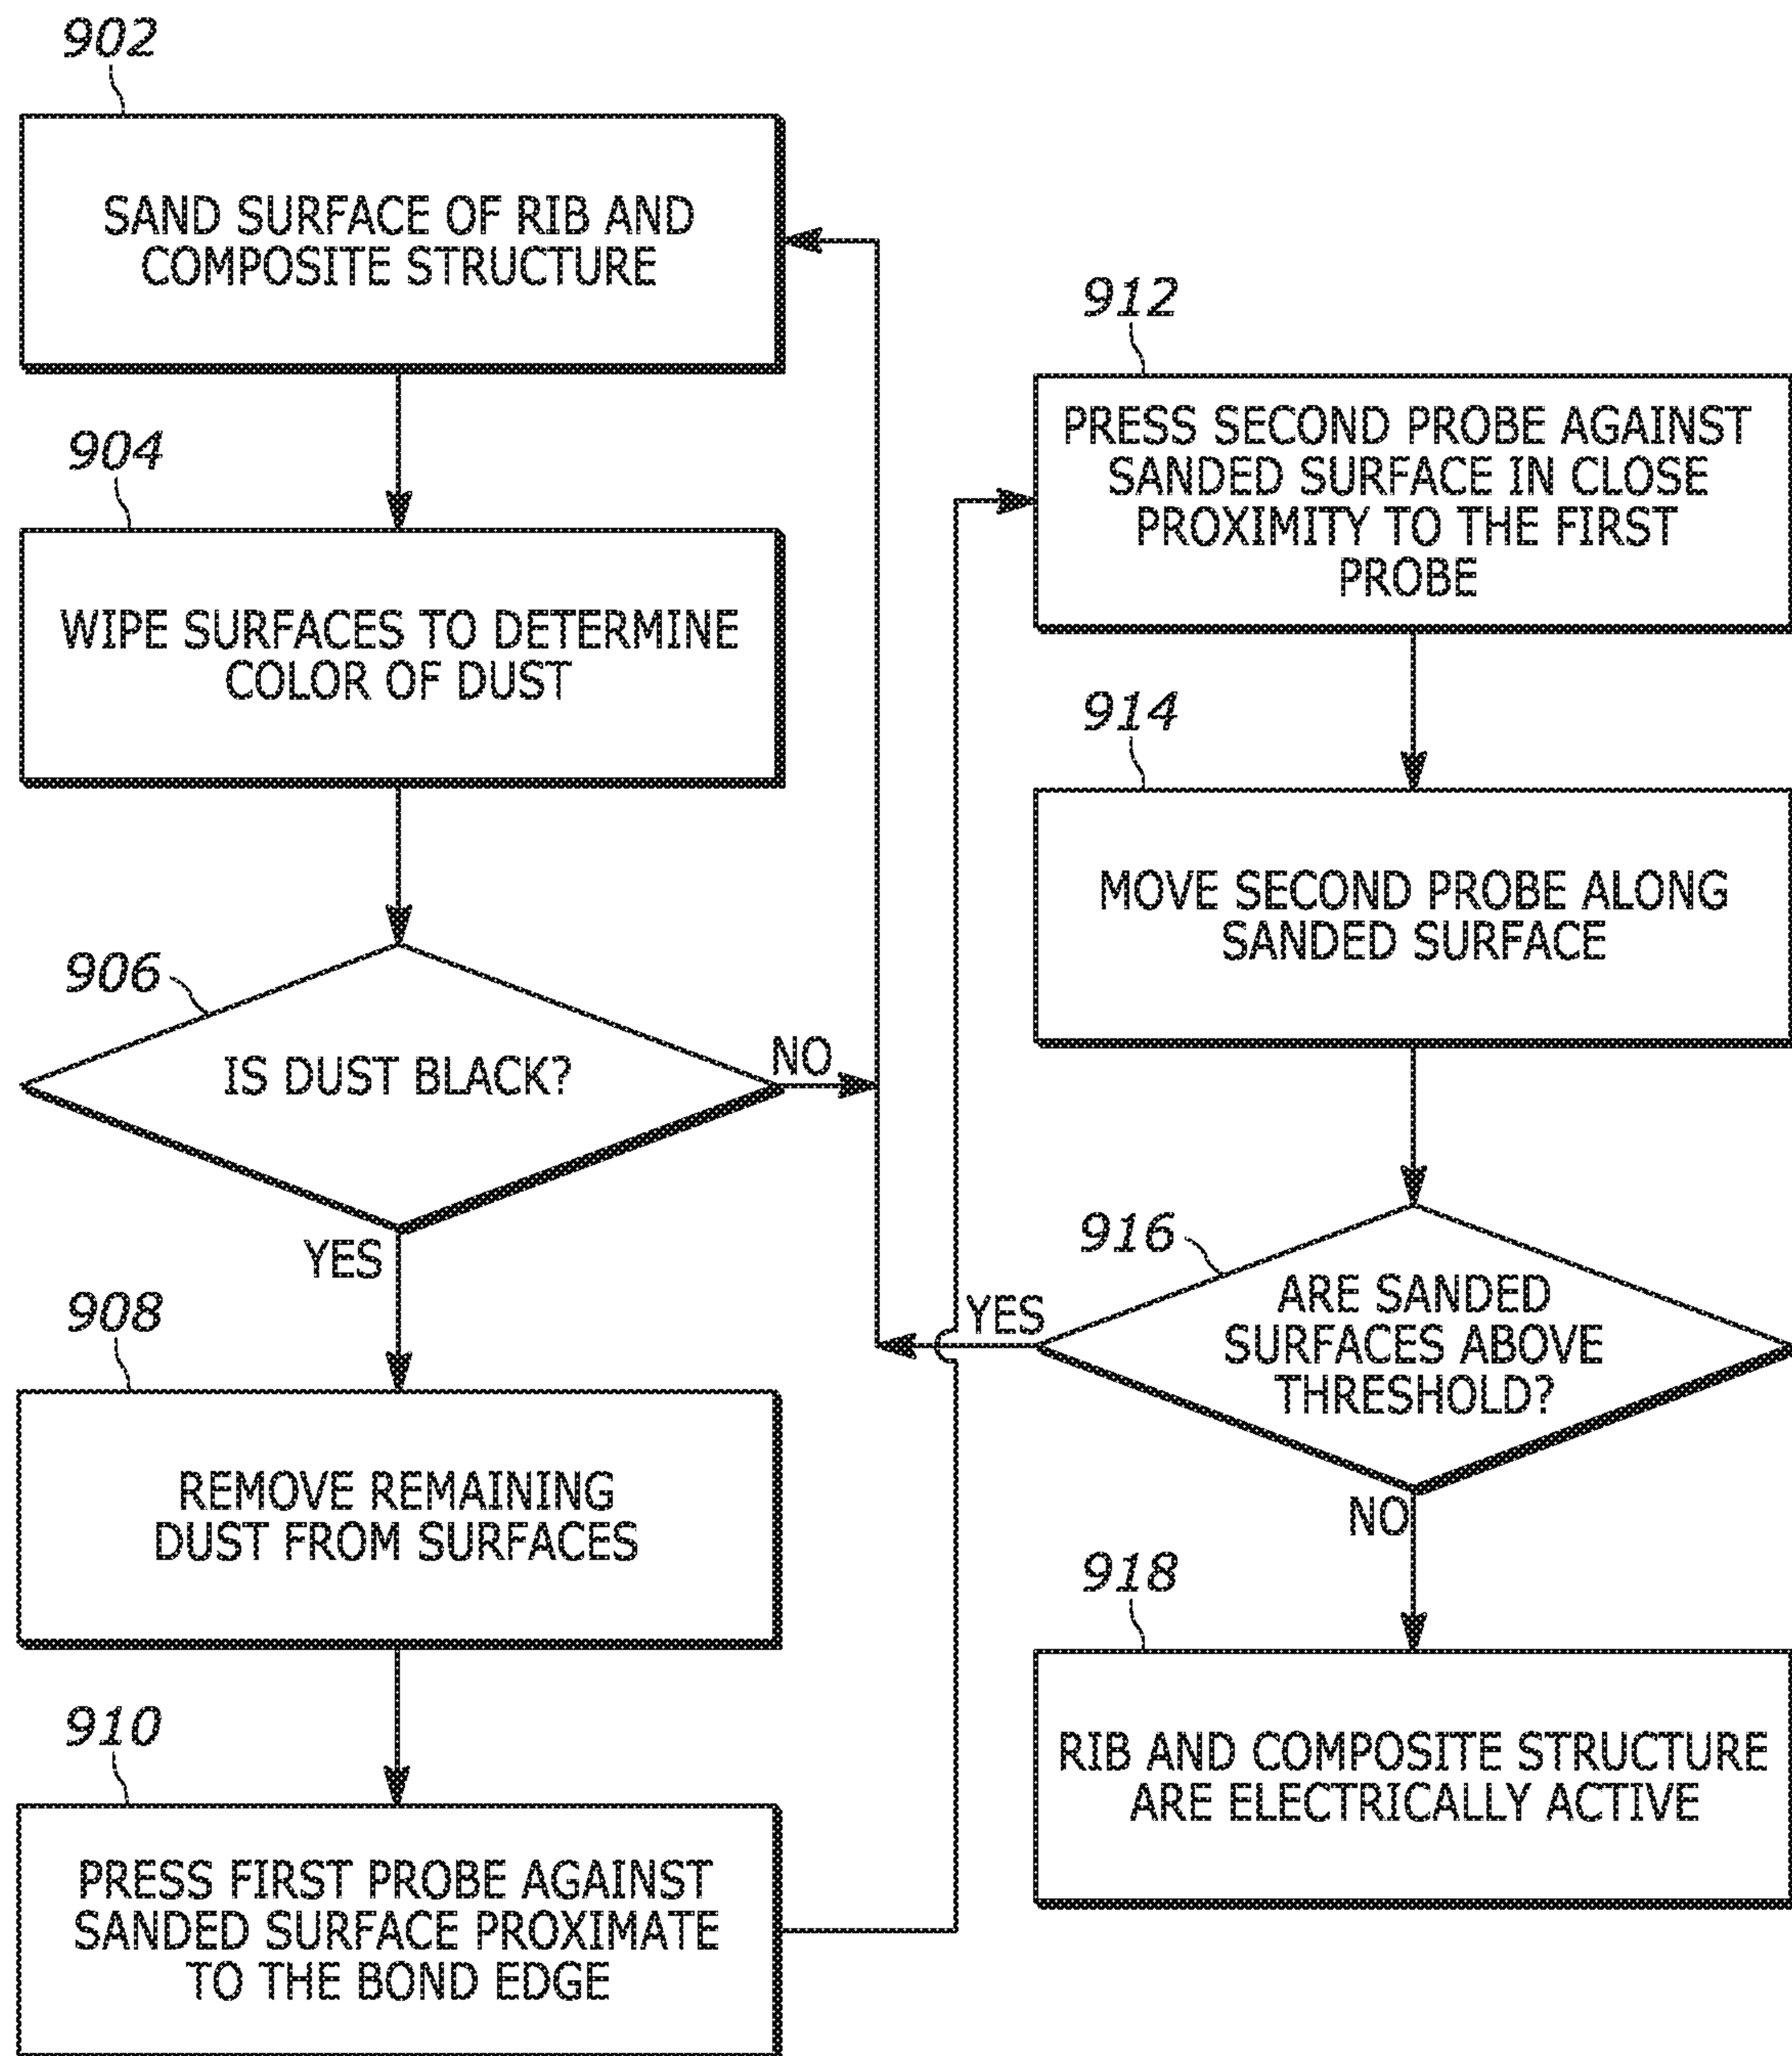 902
SAND SURFACE OF RIB AND
COMPOSITE STRUCTURE
904
WIPE SURFACES TO DETERMINE
COLOR OF DUST
906
IS DUST BLACK?
NO
YES
908
REMOVE REMAINING
DUST FROM SURFACES
910
PRESS FIRST PROBE AGAINST
SANDED SURFACE PROXIMATE
TO THE BOND EDGE
912
PRESS SECOND PROBE AGAINST
SANDED SURFACE IN CLOSE
PROXIMITY TO THE FIRST
PROBE
914
MOVE SECOND PROBE ALONG
SANDED SURFACE
916
ARE SANDED
SURFACES ABOVE
THRESHOLD?
YES
NO
918
RIB AND COMPOSITE STRUCTURE
ARE ELECTRICALLY ACTIVE